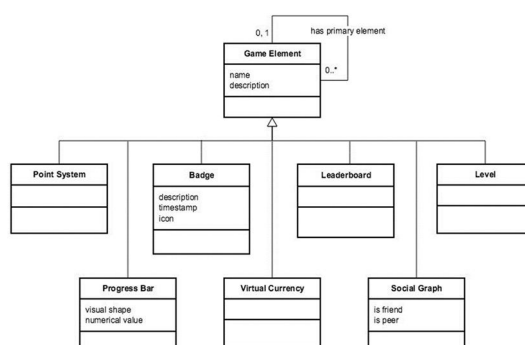 0, 1
has primary element
Game Element
0..*
name
description
Point System
Badge
Leaderboard
Level
description
timestamp
icon
Progress Bar
Virtual Currency
Social Graph
visual shape
numerical value
is friend
is peer